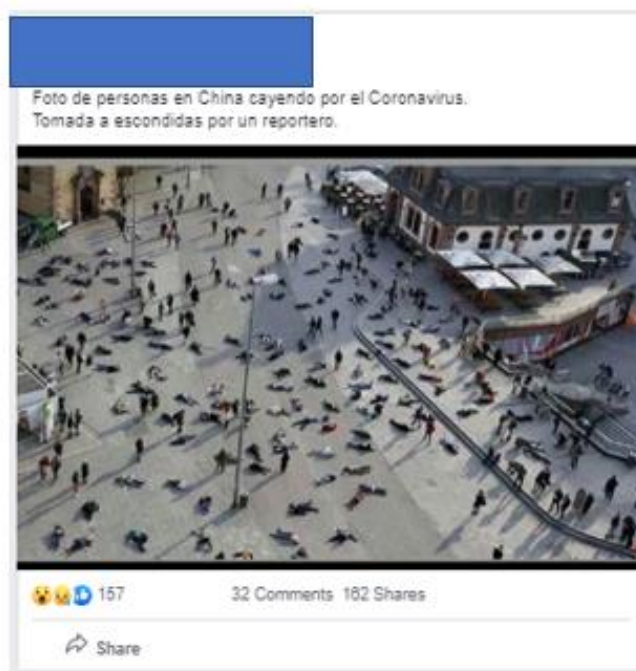 Foto de personas en China cayendo por el Coronavirus.
Tomada a escondidas por un reportero.
157 32 Comments 162 Shares
Share